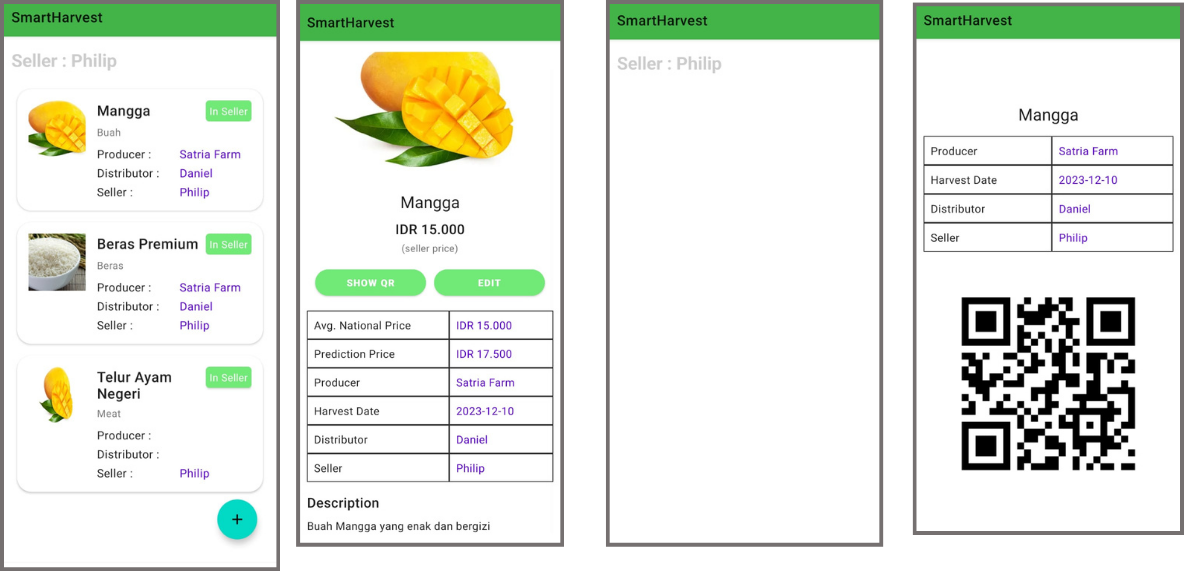 SmartHarvest
Seller : Philip
Mangga
In Seller
Buah
Producer : Satria Farm
Distributor : Daniel
Seller : Philip
Beras Premium
In Seller
Beras
Producer : Satria Farm
Distributor : Daniel
Seller : Philip
Telur Ayam
Negeri
In Seller
Meat
Producer :
Distributor :
Seller : Philip
+
SmartHarvest
Mangga
IDR 15.000
(seller price)
SHOW QR
EDIT
Avg. National Price IDR 15.000
Prediction Price IDR 17.500
Producer Satria Farm
Harvest Date 2023-12-10
Distributor Daniel
Seller Philip
Description
Buah Mangga yang enak dan bergizi
SmartHarvest
Seller : Philip
SmartHarvest
Mangga
Producer Satria Farm
Harvest Date 2023-12-10
Distributor Daniel
Seller Philip